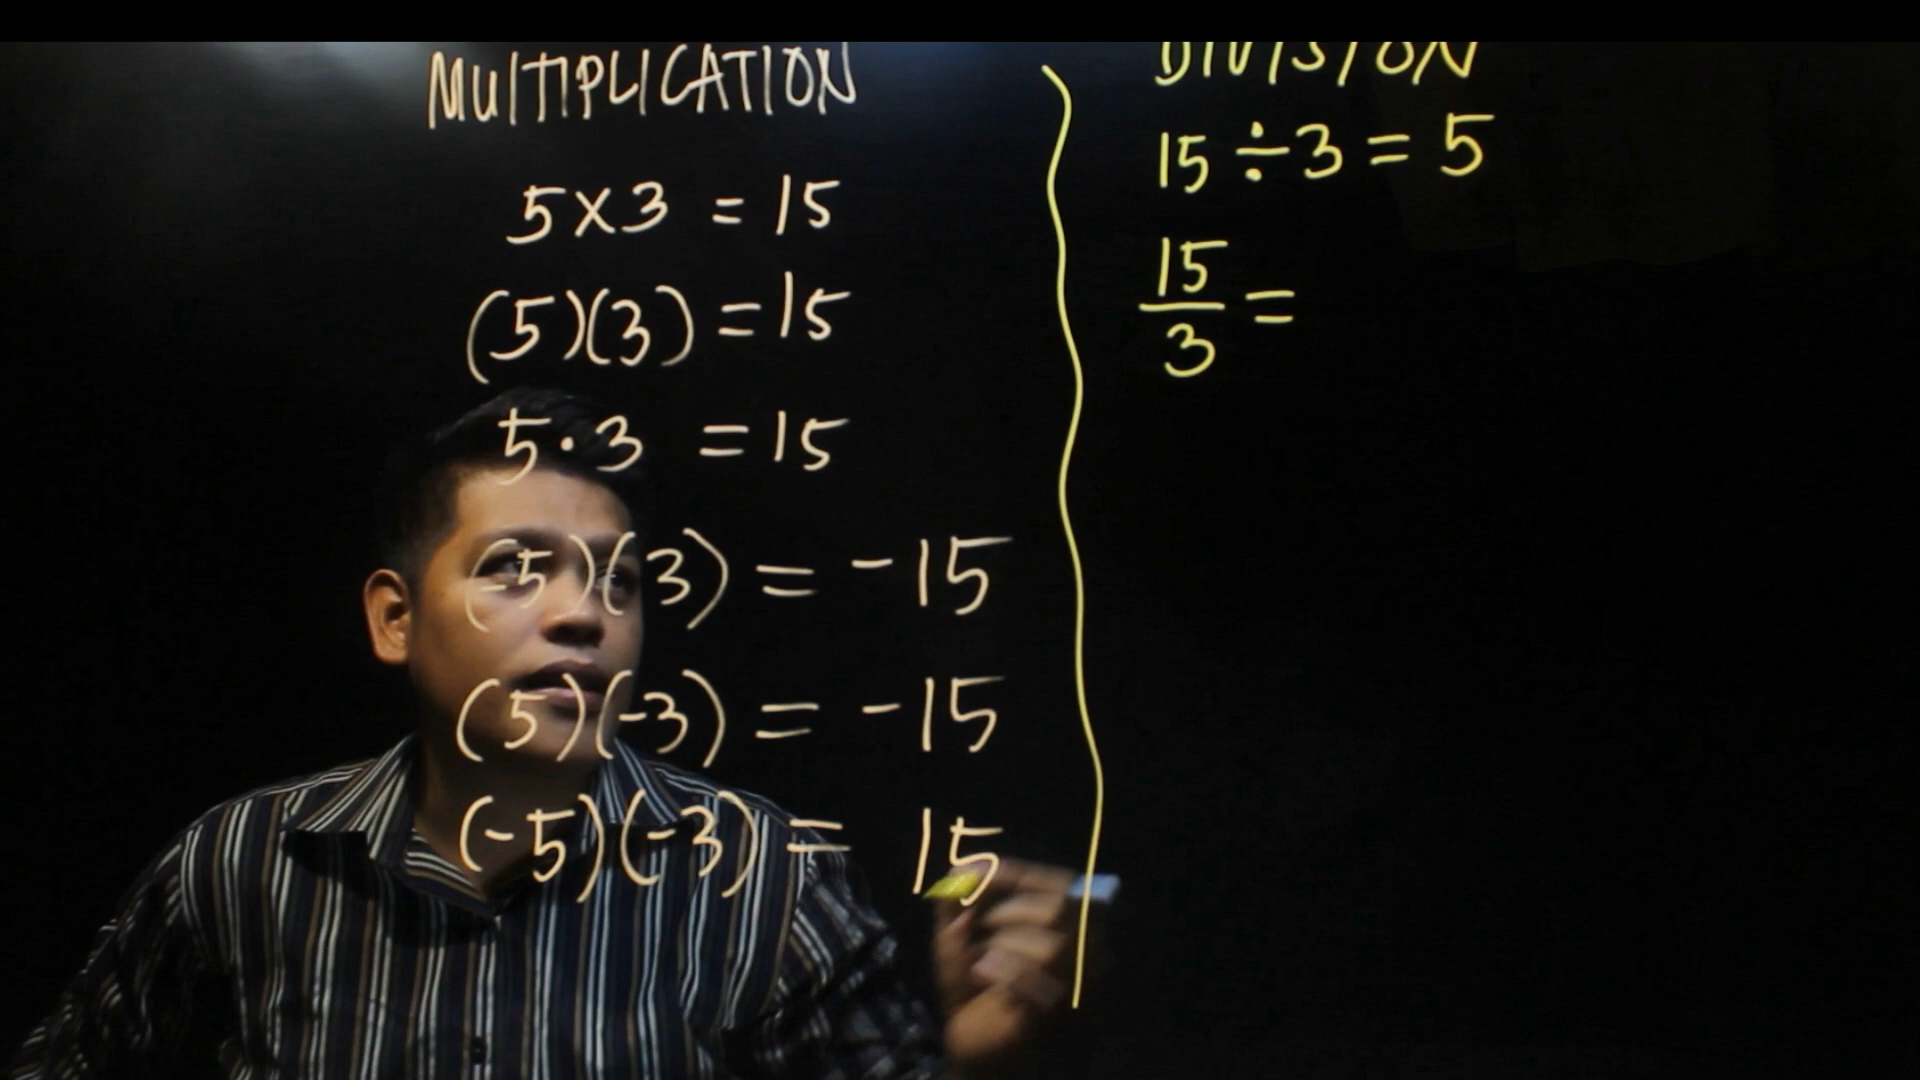 MULTIPLICATION
5×3 = 15
(5)(3) = 15
5·3 = 15
(-5)(3) = -15
(5)(-3) = -15
(-5)(-3) = 15
DIVISION
15 ÷ 3 = 5
15
3 =